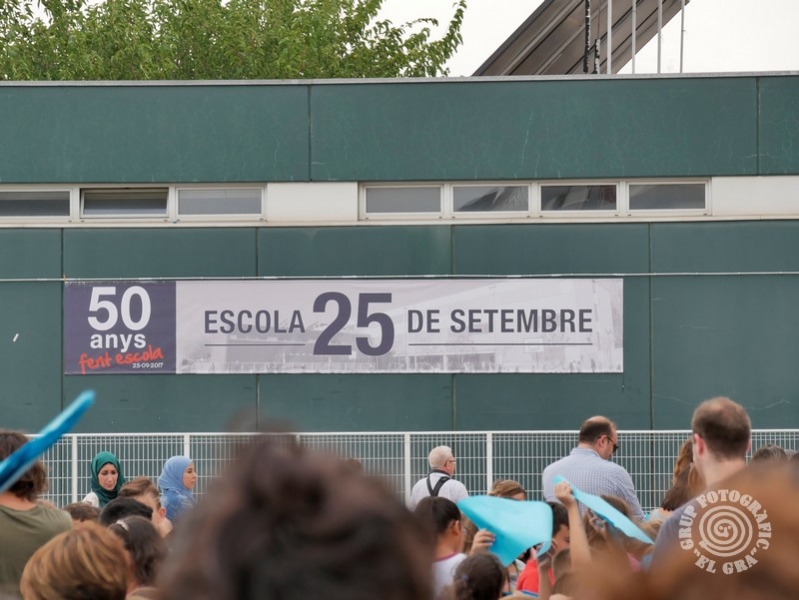 50
anys
fent escola
25-09-2017
ESCOLA 25 DE SETEMBRE
GRUP FOTOGRÀFIC
"EL GRA"